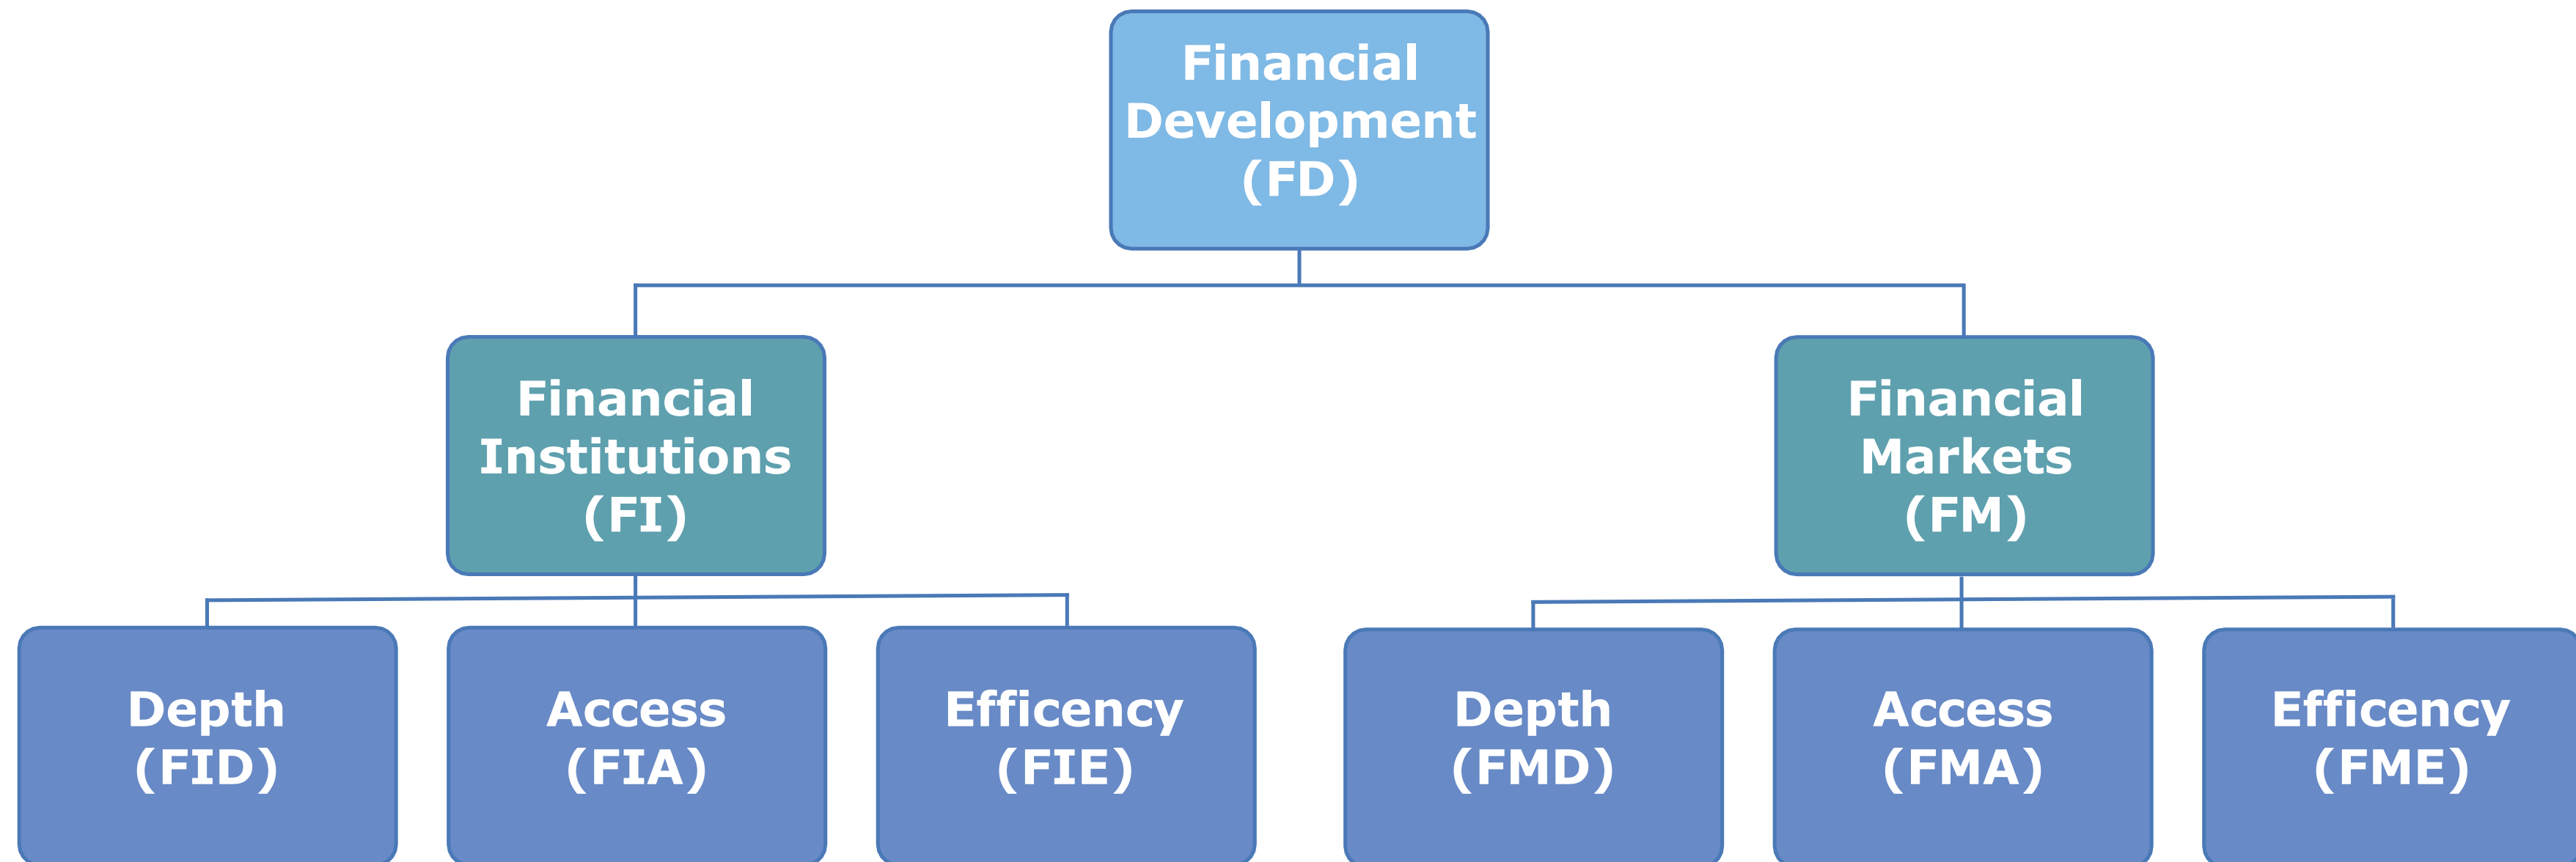 Financial
Development
(FD)
Financial
Institutions
(FI)
Financial
Markets
(FM)
Depth
(FID)
Access
(FIA)
Efficency
(FIE)
Depth
(FMD)
Access
(FMA)
Efficency
(FME)